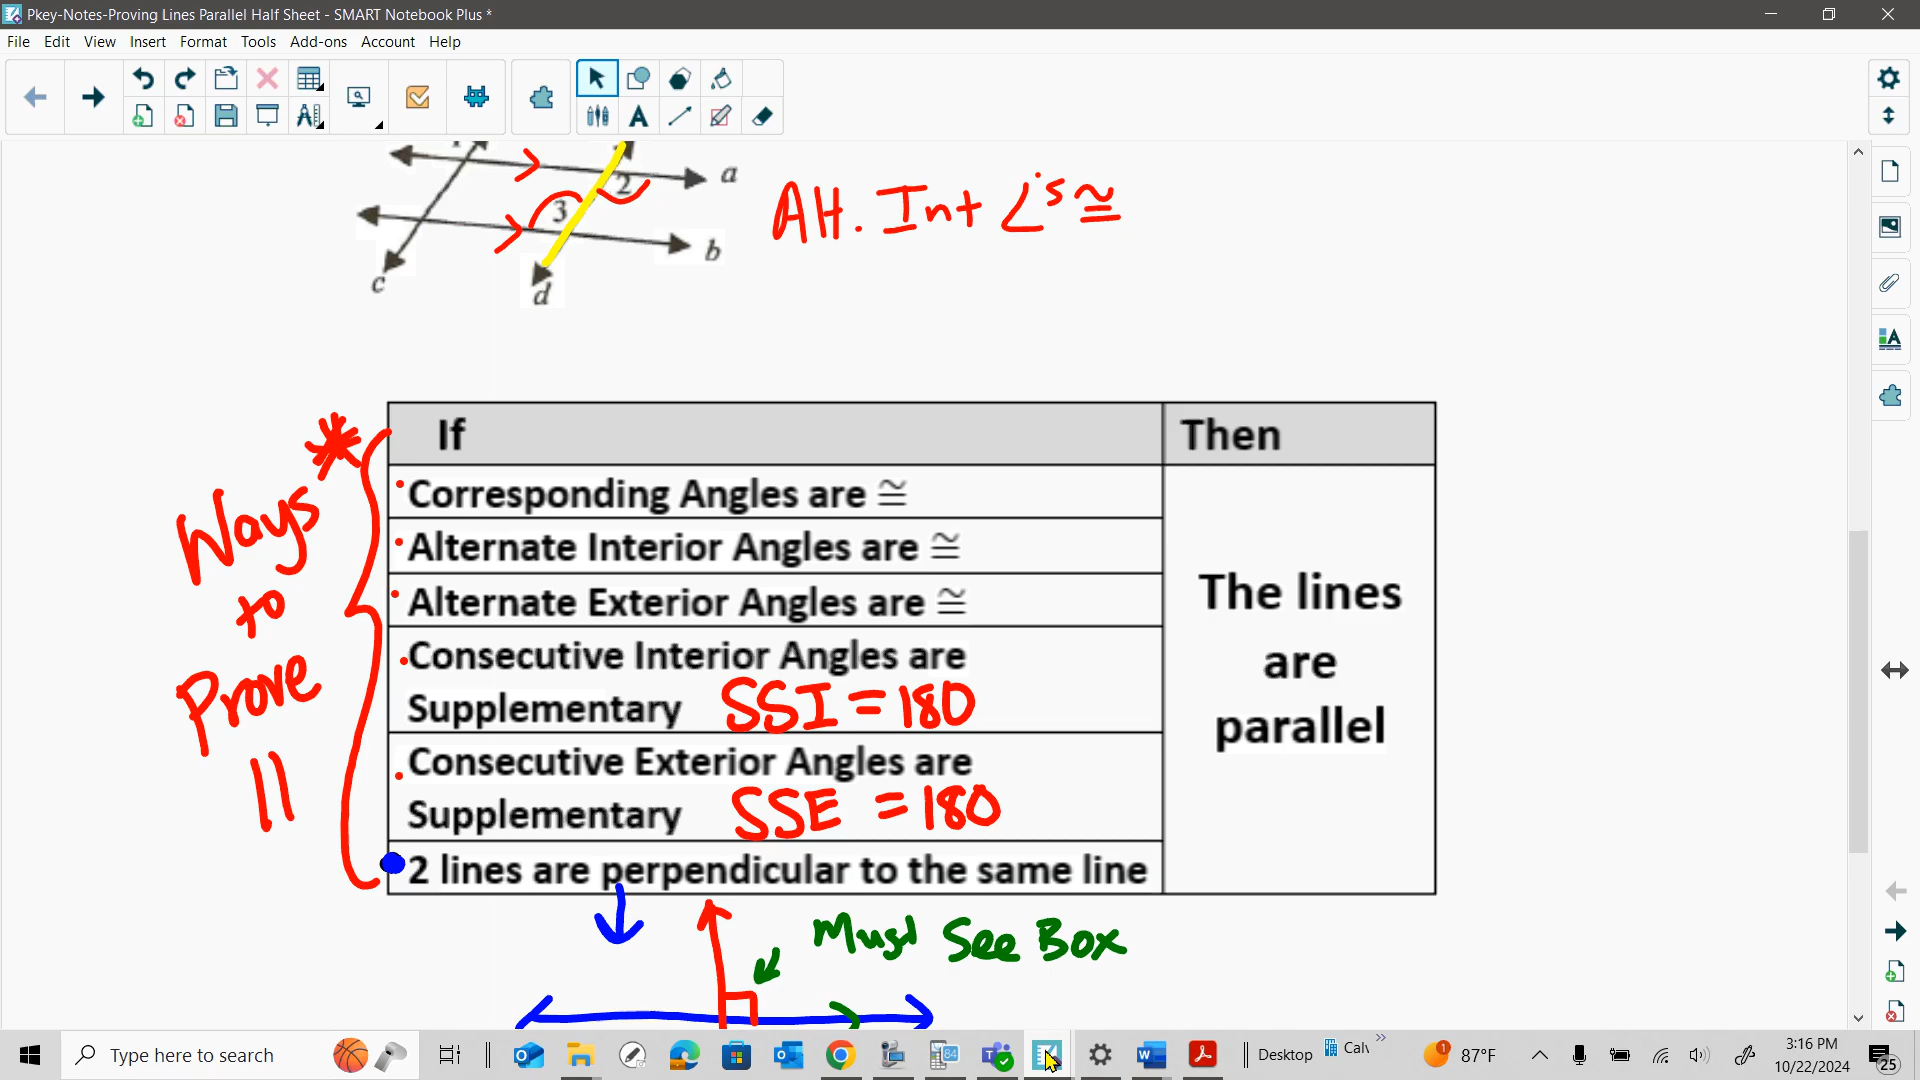 Pkey-Notes-Proving Lines Parallel Half Sheet - SMART Notebook Plus *
File Edit View Insert Format Tools Add-ons Account Help
a
2
3
b
c
d
Alt. Int ∠'s ≅
If Then
Corresponding Angles are ≅
Alternate Interior Angles are ≅
Alternate Exterior Angles are ≅
Consecutive Interior Angles are
Supplementary SSI = 180
Consecutive Exterior Angles are
Supplementary SSE = 180
2 lines are perpendicular to the same line
The lines
are
parallel
* Ways
to
Prove
||
Must See Box
Type here to search
84
Desktop
Cal
»
1
87°F
3:16 PM
10/22/2024
25